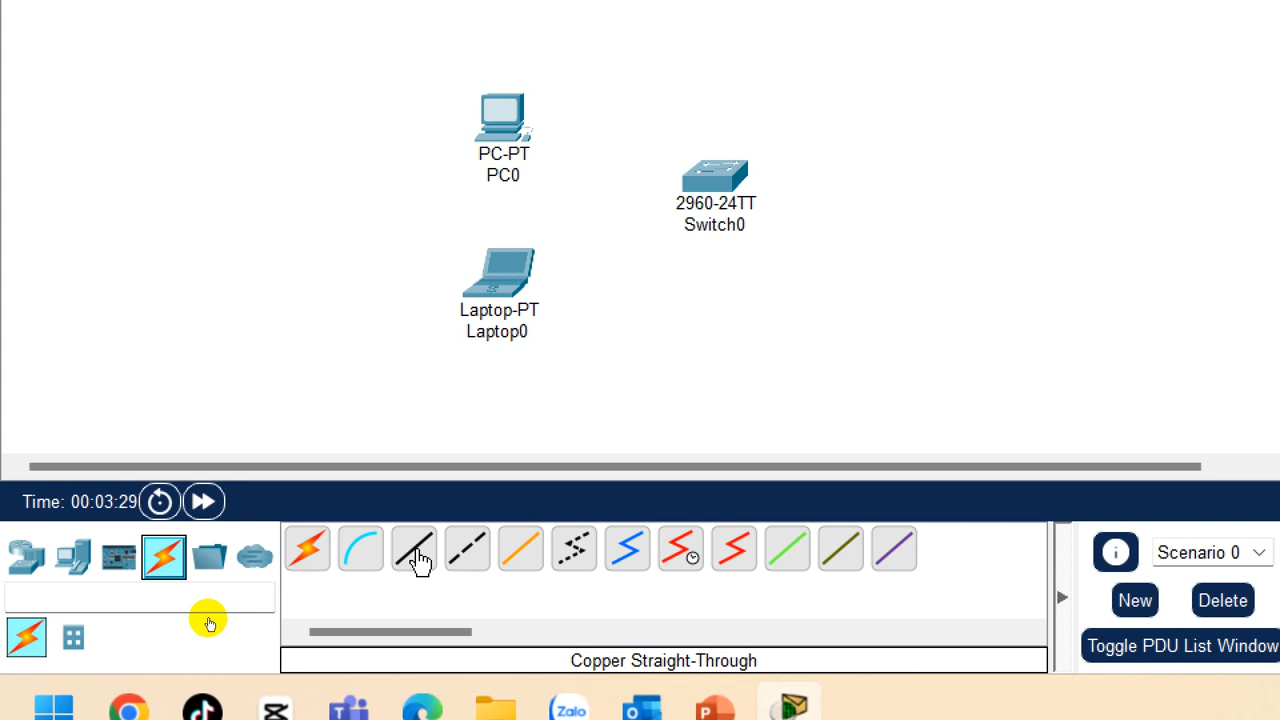 PC-PT
PC0
2960-24TT
Switch0
Laptop-PT
Laptop0
Time: 00:03:29
Scenario 0
New
Delete
Toggle PDU List Window
Copper Straight-Through
Zalo